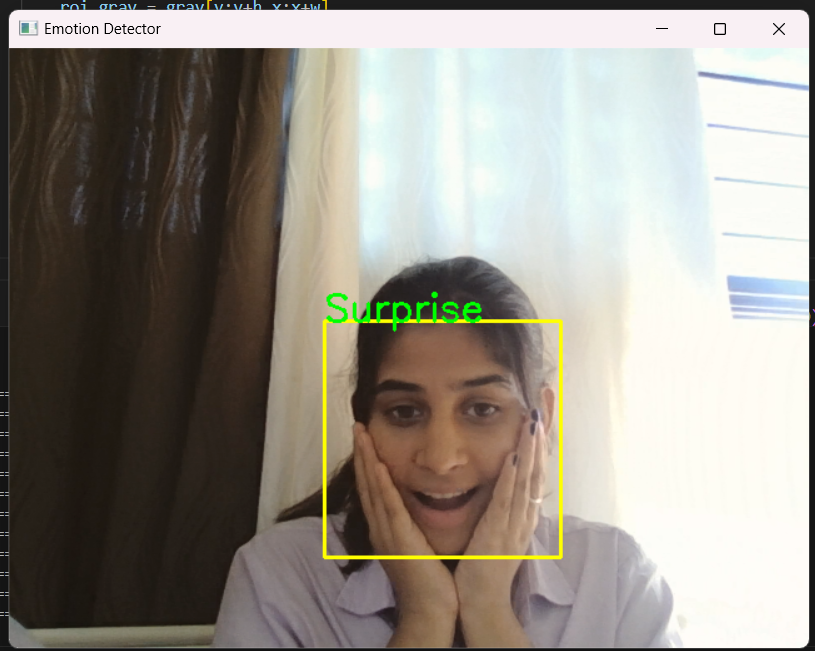 roi_gray = gray[y:y+h, x:x+w]
Emotion Detector
Surprise